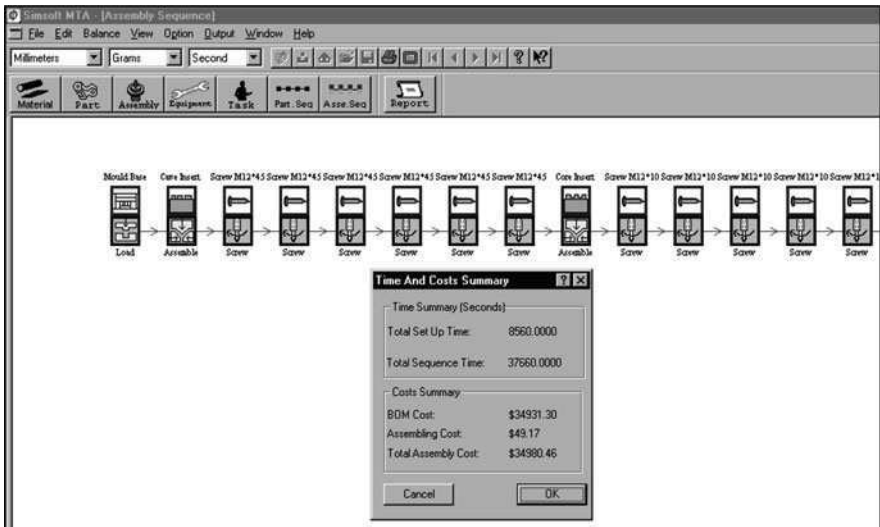 Simsoft MTA - [Assembly Sequence]
File Edit Balance View Option Output Window Help
Millimeters Grams Second
Material Part Assembly Equipment Task Part. Seq Asse. Seq Report
Mould Base Core Insert Screw M12*45 Screw M12*45 Screw M12*45 Screw M12*45 Screw M12*45 Screw M12*45 Core Insert Screw M12*10 Screw M12*10 Screw M12*10 Screw M12*10 Screw M12*1
Load Assemble Screw Screw Screw Screw Screw Screw Assemble Screw Screw Screw Screw Screw
Time And Costs Summary
Time Summary (Seconds)
Total Set Up Time: 8560.0000
Total Sequence Time: 37660.0000
Costs Summary
BOM Cost: $34931.30
Assembling Cost: $49.17
Total Assembly Cost: $34980.46
Cancel OK